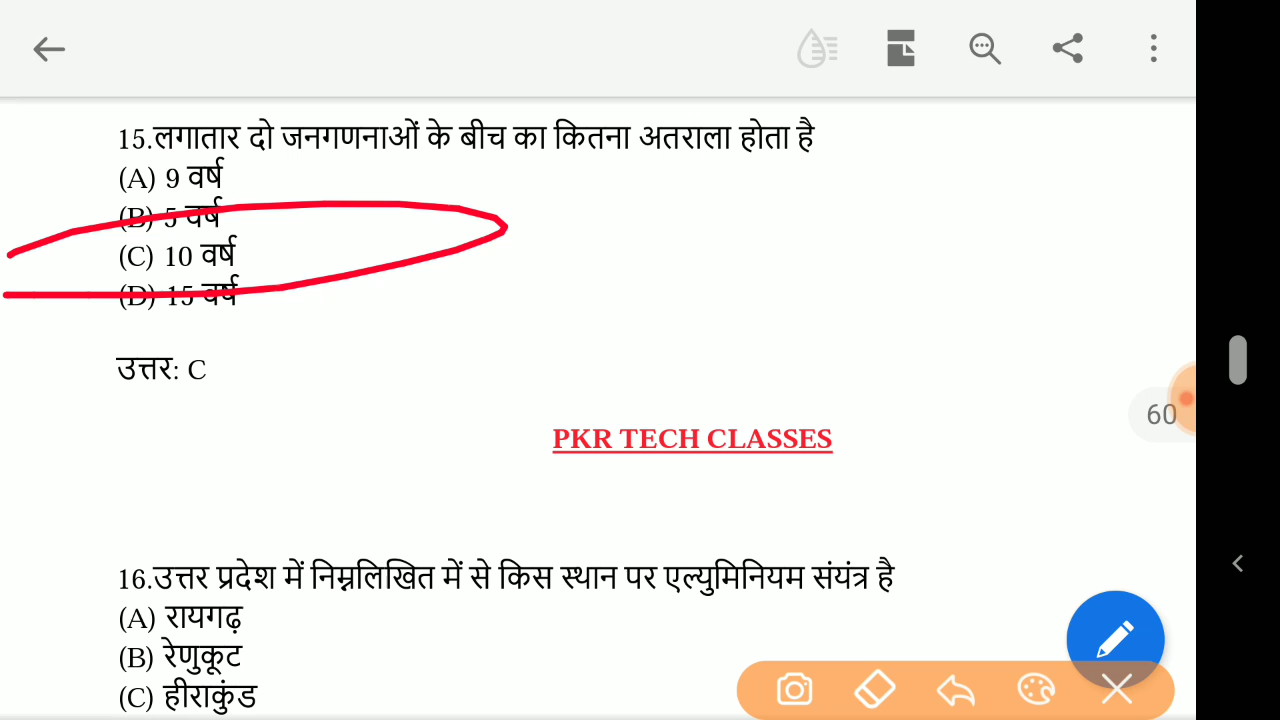 15.लगातार दो जनगणनाओं के बीच का कितना अतराला होता है
(A) 9 वर्ष
(B) 5 वर्ष
(C) 10 वर्ष
(D) 15 वर्ष
उत्तर: C
60
PKR TECH CLASSES
16.उत्तर प्रदेश में निम्नलिखित में से किस स्थान पर एल्युमिनियम संयंत्र है
(A) रायगढ़
(B) रेणुकूट
(C) हीराकुंड